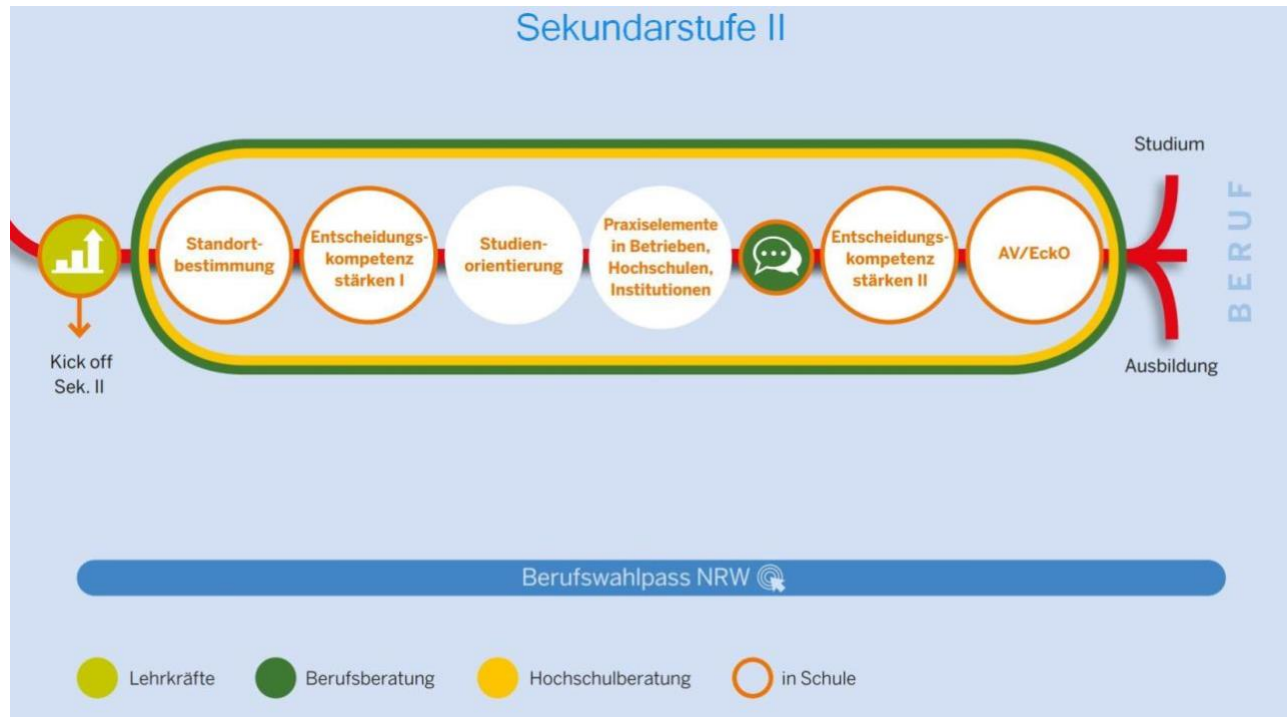 Sekundarstufe II
Studium
BERUF
Standort-
bestimmung
Entscheidungs-
kompetenz
stärken I
Studien-
orientierung
Praxiselemente
in Betrieben,
Hochschulen,
Institutionen
Entscheidungs-
kompetenz
stärken II
AV/EckO
Kick off
Sek. II
Ausbildung
Berufswahlpass NRW
Lehrkräfte
Berufsberatung
Hochschulberatung
in Schule